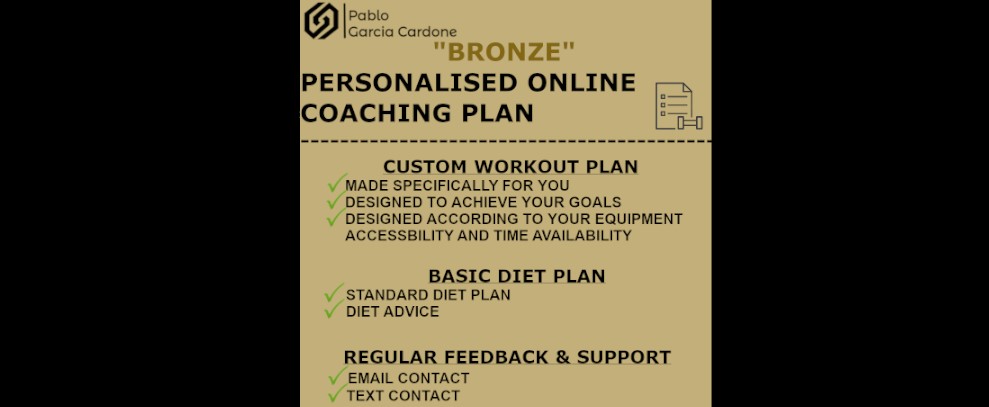 Pablo
Garcia Cardone
"BRONZE"
PERSONALISED ONLINE
COACHING PLAN
CUSTOM WORKOUT PLAN
MADE SPECIFICALLY FOR YOU
DESIGNED TO ACHIEVE YOUR GOALS
DESIGNED ACCORDING TO YOUR EQUIPMENT
ACCESSBILITY AND TIME AVAILABILITY
BASIC DIET PLAN
STANDARD DIET PLAN
DIET ADVICE
REGULAR FEEDBACK & SUPPORT
EMAIL CONTACT
TEXT CONTACT